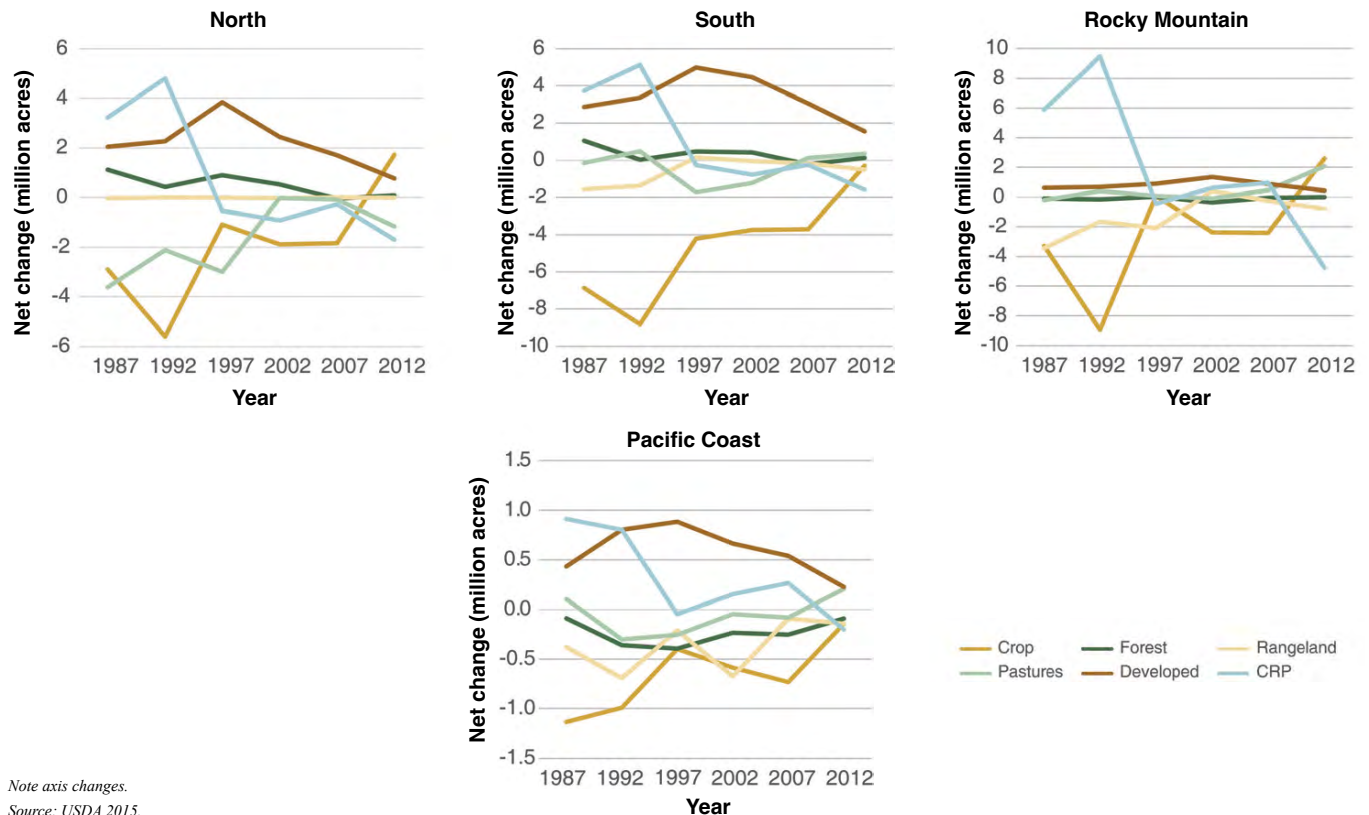 North
Net change (million acres)
6
4
2
0
-2
-4
-6
1987 1992 1997 2002 2007 2012
Year
South
Net change (million acres)
6
4
2
0
-2
-4
-6
-8
-10
1987 1992 1997 2002 2007 2012
Year
Rocky Mountain
Net change (million acres)
10
8
6
4
2
0
-2
-4
-6
-8
-10
1987 1992 1997 2002 2007 2012
Year
Pacific Coast
Net change (million acres)
1.5
1.0
0.5
0.0
-0.5
-1.0
-1.5
1987 1992 1997 2002 2007 2012
Year
Crop Forest Rangeland
Pastures Developed CRP
Note axis changes.
Source: USDA 2015.